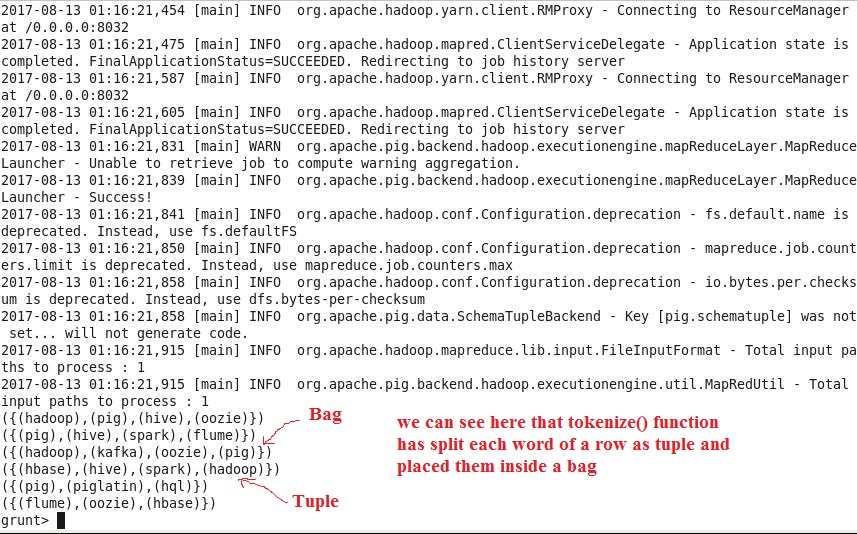 2017-08-13 01:16:21,454 [main] INFO  org.apache.hadoop.yarn.client.RMProxy - Connecting to ResourceManager
at /0.0.0.0:8032
2017-08-13 01:16:21,475 [main] INFO  org.apache.hadoop.mapred.ClientServiceDelegate - Application state is
completed. FinalApplicationStatus=SUCCEEDED. Redirecting to job history server
2017-08-13 01:16:21,587 [main] INFO  org.apache.hadoop.yarn.client.RMProxy - Connecting to ResourceManager
at /0.0.0.0:8032
2017-08-13 01:16:21,605 [main] INFO  org.apache.hadoop.mapred.ClientServiceDelegate - Application state is
completed. FinalApplicationStatus=SUCCEEDED. Redirecting to job history server
2017-08-13 01:16:21,831 [main] WARN  org.apache.pig.backend.hadoop.executionengine.mapReduceLayer.MapReduce
Launcher - Unable to retrieve job to compute warning aggregation.
2017-08-13 01:16:21,839 [main] INFO  org.apache.pig.backend.hadoop.executionengine.mapReduceLayer.MapReduce
Launcher - Success!
2017-08-13 01:16:21,841 [main] INFO  org.apache.hadoop.conf.Configuration.deprecation - fs.default.name is
deprecated. Instead, use fs.defaultFS
2017-08-13 01:16:21,850 [main] INFO  org.apache.hadoop.conf.Configuration.deprecation - mapreduce.job.count
ers.limit is deprecated. Instead, use mapreduce.job.counters.max
2017-08-13 01:16:21,858 [main] INFO  org.apache.hadoop.conf.Configuration.deprecation - io.bytes.per.checks
um is deprecated. Instead, use dfs.bytes-per-checksum
2017-08-13 01:16:21,858 [main] INFO  org.apache.pig.data.SchemaTupleBackend - Key [pig.schematuple] was not
 set... will not generate code.
2017-08-13 01:16:21,915 [main] INFO  org.apache.hadoop.mapreduce.lib.input.FileInputFormat - Total input pa
ths to process : 1
2017-08-13 01:16:21,915 [main] INFO  org.apache.pig.backend.hadoop.executionengine.util.MapRedUtil - Total
input paths to process : 1
({(hadoop),(pig),(hive),(oozie)})
({(pig),(hive),(spark),(flume)})
({(hadoop),(kafka),(oozie),(pig)})
({(hbase),(hive),(spark),(hadoop)})
({(pig),(piglatin),(hql)})
({(flume),(oozie),(hbase)})
grunt>
Bag
Tuple
we can see here that tokenize() function
has split each word of a row as tuple and
placed them inside a bag